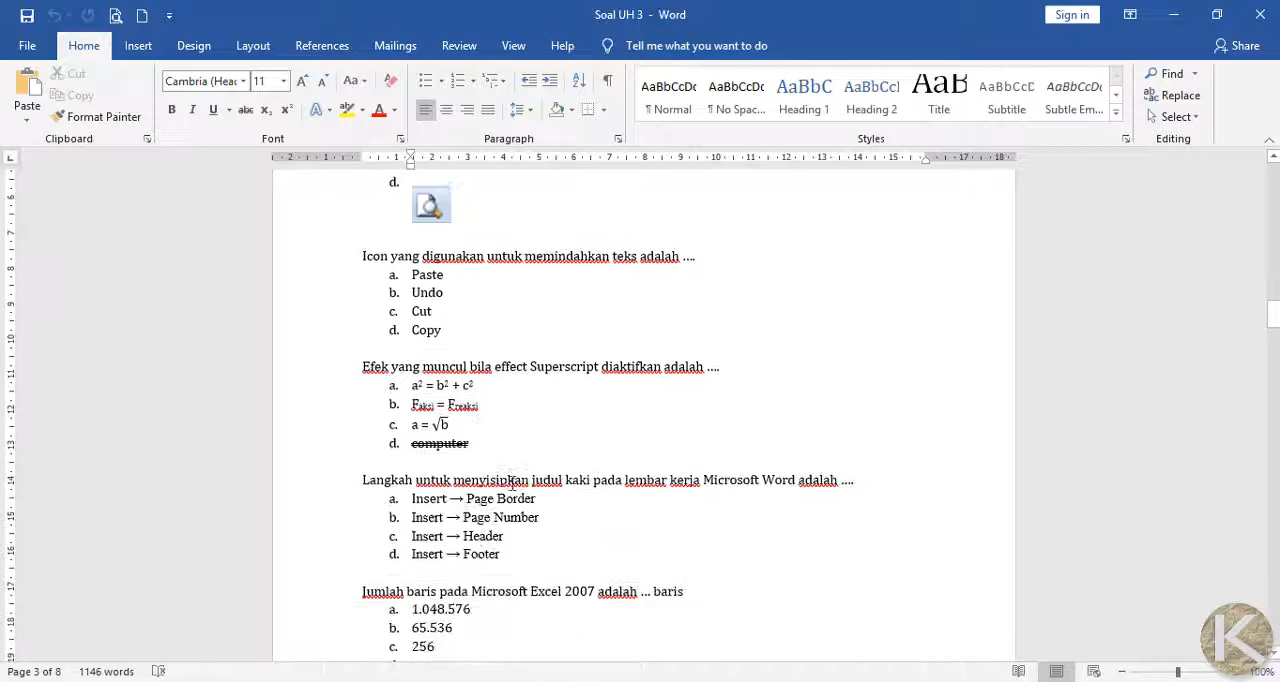 Soal UH 3 - Word
Sign in
File Home Insert Design Layout References Mailings Review View Help Tell me what you want to do Share
Cut
Copy
Paste
Format Painter
Clipboard
Cambria (Head 11
Font
Paragraph
AaBbCcDc AaBbCcDc AaBbC AaBbCc AaB AaBbCcD AaBbCcDc
¶ Normal ¶ No Spac... Heading 1 Heading 2 Title Subtitle Subtle Em...
Styles
Find
Replace
Select
Editing
d.
Icon yang digunakan untuk memindahkan teks adalah ....
a. Paste
b. Undo
c. Cut
d. Copy
Efek yang muncul bila effect Superscript diaktifkan adalah ....
a. a² = b² + c²
b. Faksi = Freaksi
c. a = √b
d. computer
Langkah untuk menyisipkan judul kaki pada lembar kerja Microsoft Word adalah ....
a. Insert → Page Border
b. Insert → Page Number
c. Insert → Header
d. Insert → Footer
Jumlah baris pada Microsoft Excel 2007 adalah ... baris
a. 1.048.576
b. 65.536
c. 256
K
Page 3 of 8 1146 words
100%